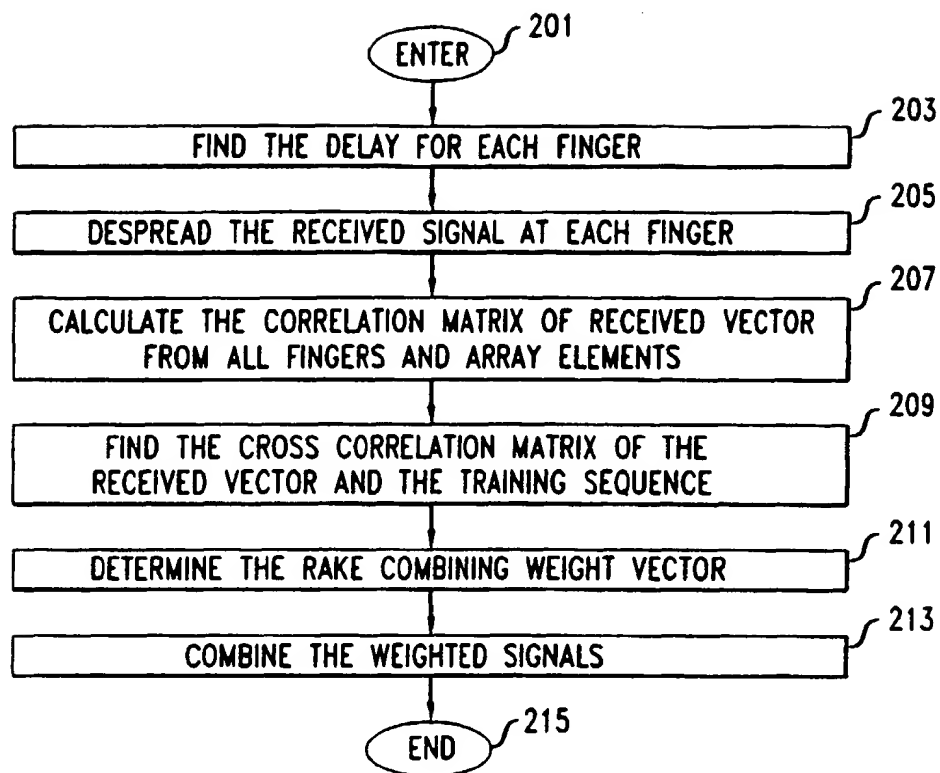 ENTER
201
FIND THE DELAY FOR EACH FINGER
203
DESPREAD THE RECEIVED SIGNAL AT EACH FINGER
205
CALCULATE THE CORRELATION MATRIX OF RECEIVED VECTOR
FROM ALL FINGERS AND ARRAY ELEMENTS
207
FIND THE CROSS CORRELATION MATRIX OF THE
RECEIVED VECTOR AND THE TRAINING SEQUENCE
209
DETERMINE THE RAKE COMBINING WEIGHT VECTOR
211
COMBINE THE WEIGHTED SIGNALS
213
END
215